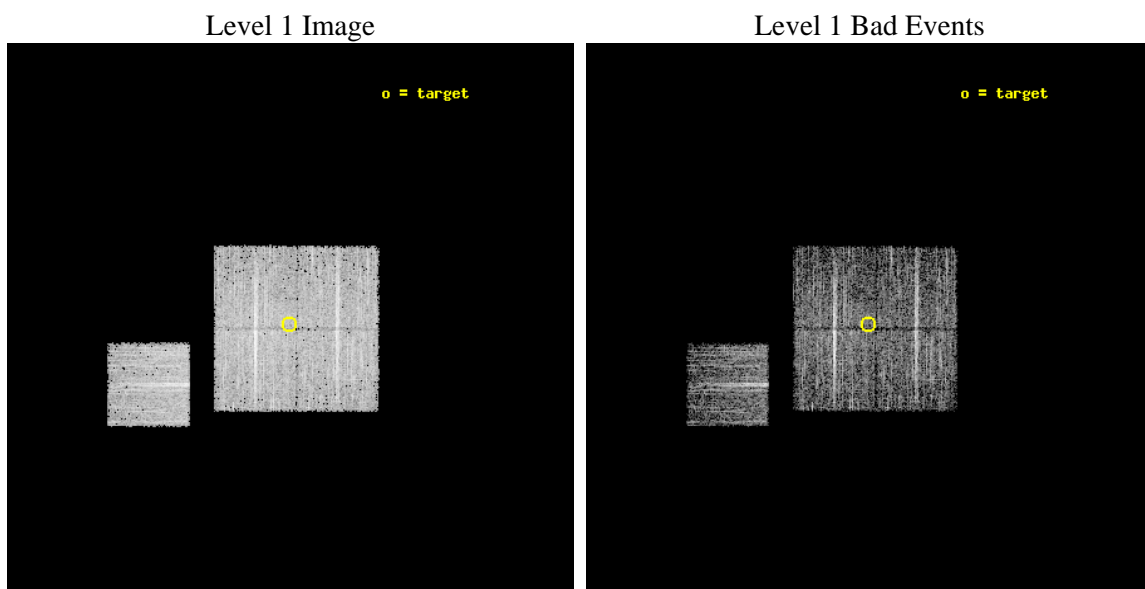 Level 1 Image
Level 1 Bad Events
o = target
o = target